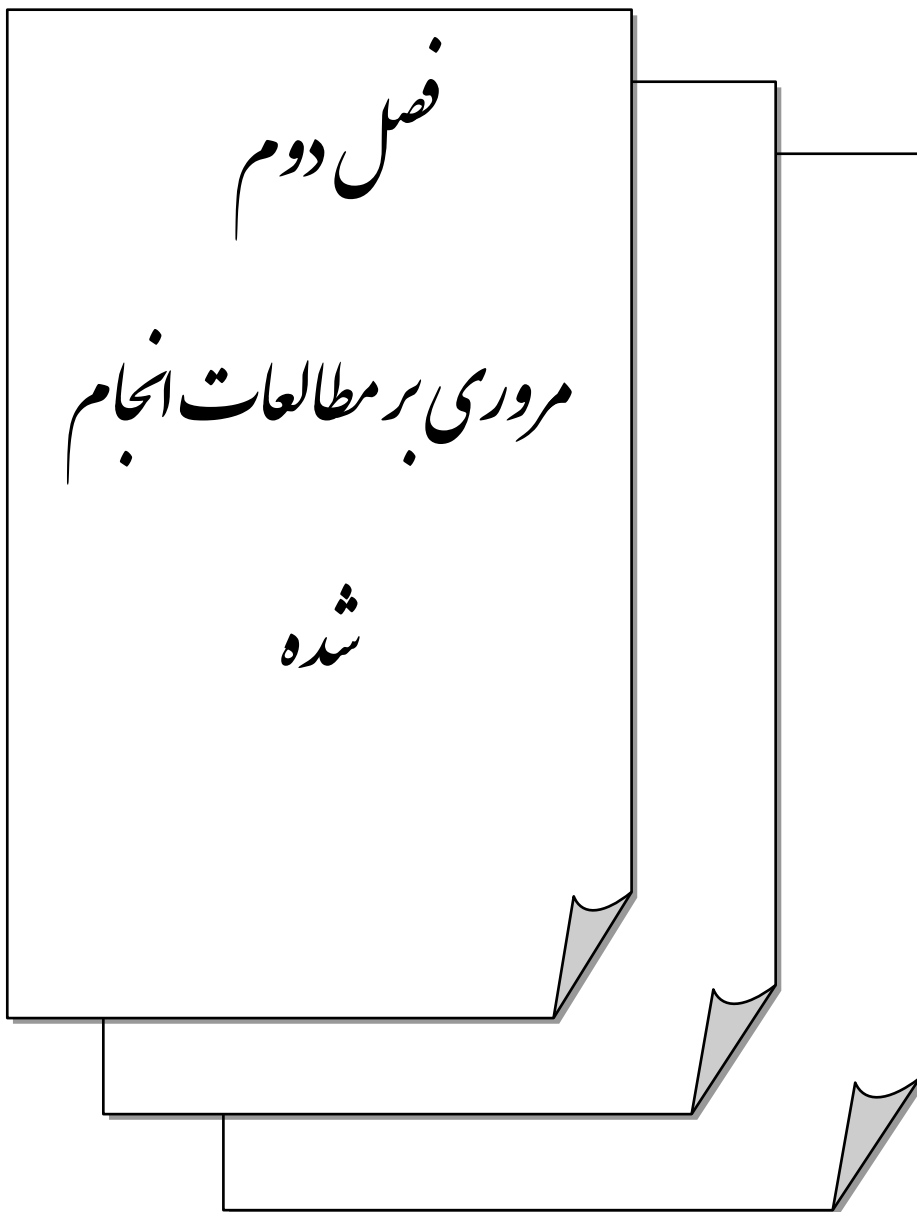 فصل دوم
مروری بر مطالعات انجام
شده